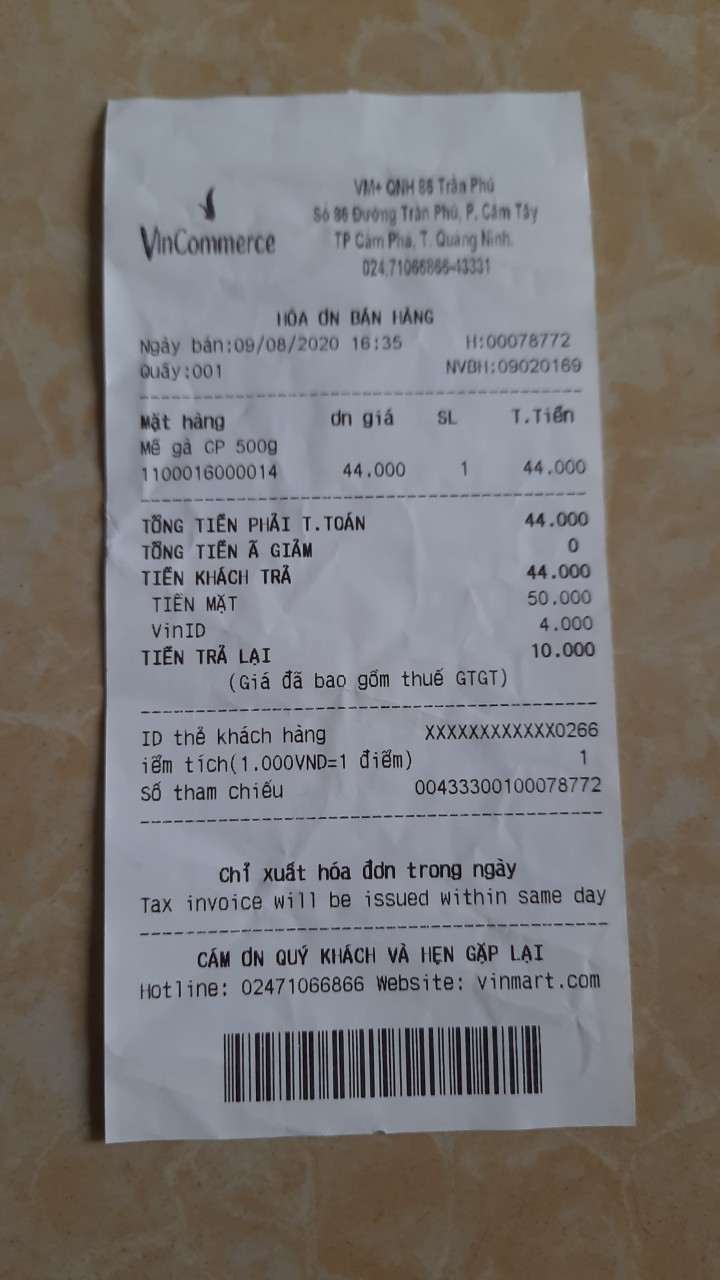 VinCommerce
VM+ QNH 86 Trần Phú
Số 86 Đường Trần Phú, P. Cẩm Tây
TP Cẩm Phả, T. Quảng Ninh.
024.71066866-43331
HÓA ƠN BÁN HÀNG
Ngày bán:09/08/2020 16:35 H:00078772
Quầy:001 NVBH:09020169
Mặt hàng ơn giá SL T.Tiền
Mề gà CP 500g
1100016000014 44.000 1 44.000
TỔNG TIỀN PHẢI T.TOÁN 44.000
TỔNG TIỀN Ã GIẢM 0
TIỀN KHÁCH TRẢ 44.000
TIỀN MẶT 50.000
VinID 4.000
TIỀN TRẢ LẠI 10.000
(Giá đã bao gồm thuế GTGT)
ID thẻ khách hàng XXXXXXXXXXXX0266
iểm tích(1.000VND=1 điểm) 1
Số tham chiếu 00433300100078772
Chỉ xuất hóa đơn trong ngày
Tax invoice will be issued within same day
CÁM ƠN QUÝ KHÁCH VÀ HẸN GẶP LẠI
Hotline: 02471066866 Website: vinmart.com